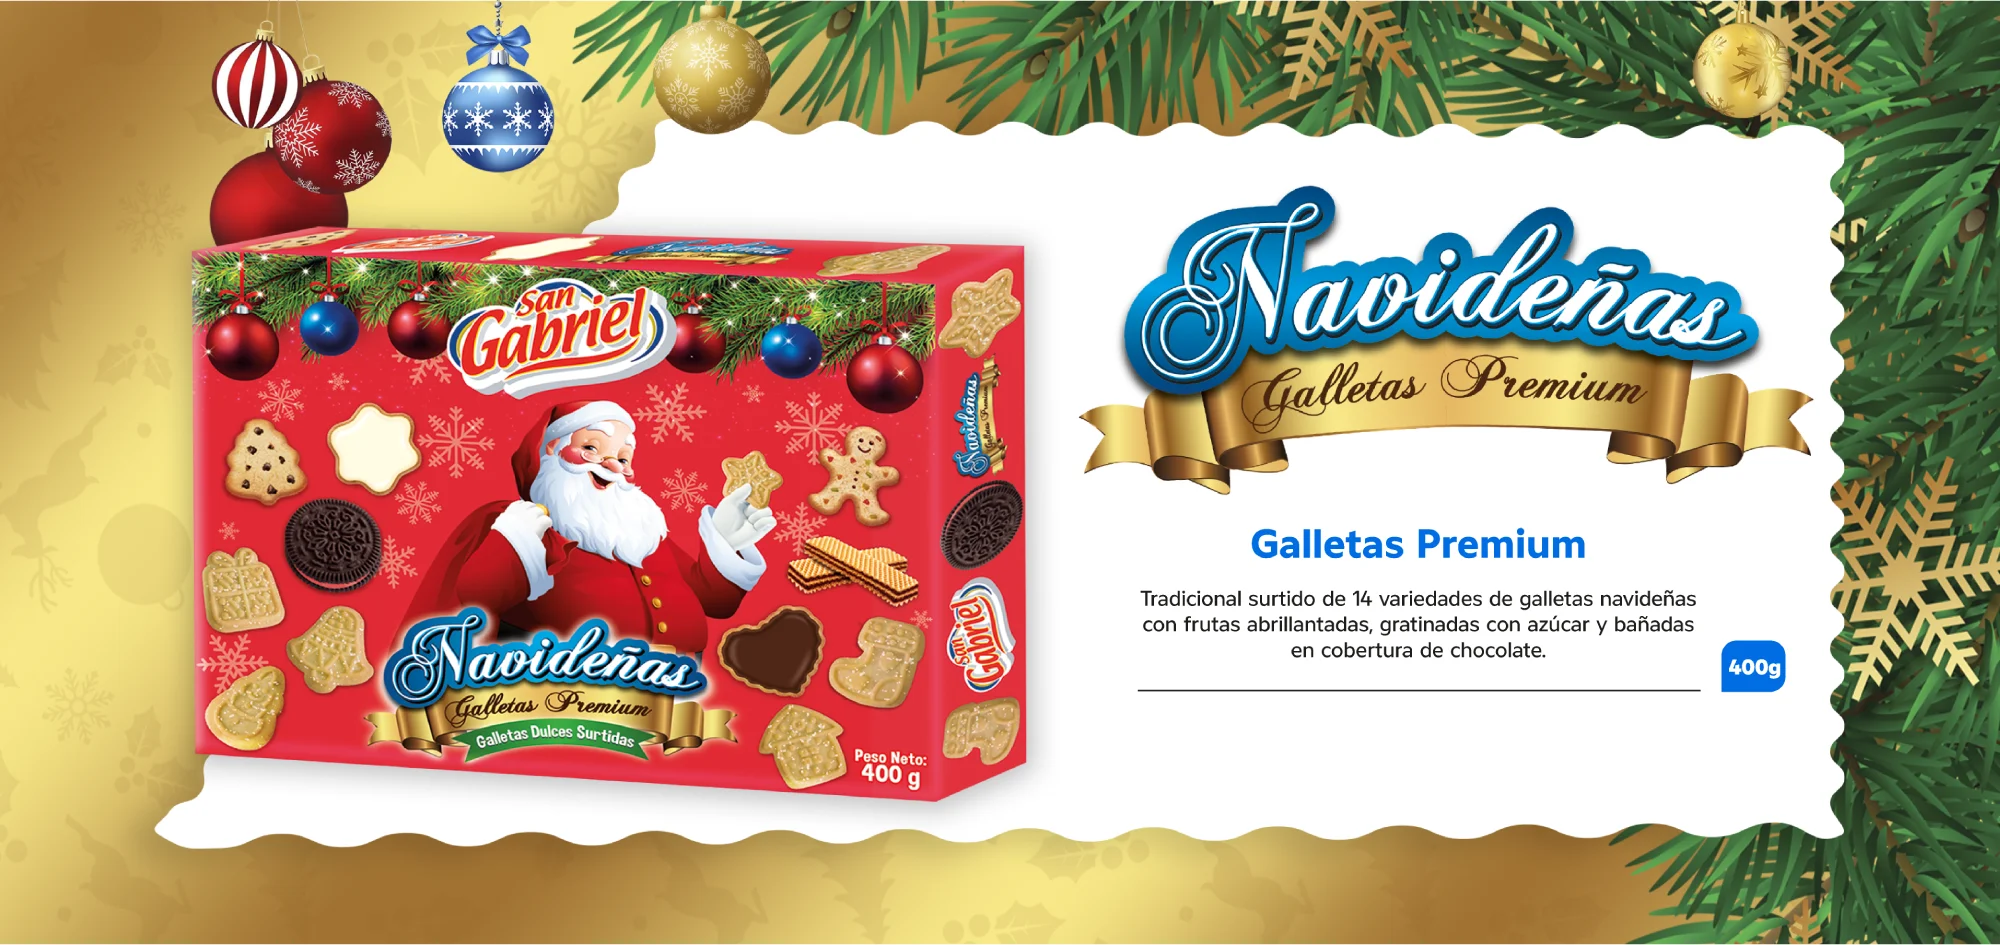 San
Gabriel
Navideñas
Galletas Premium
Galletas Dulces Surtidas
Peso Neto:
400 g
Navideñas
Galletas Premium
San
Gabriel
Navideñas
Galletas Premium
Galletas Premium
Tradicional surtido de 14 variedades de galletas navideñas
con frutas abrillantadas, gratinadas con azúcar y bañadas
en cobertura de chocolate.
400g